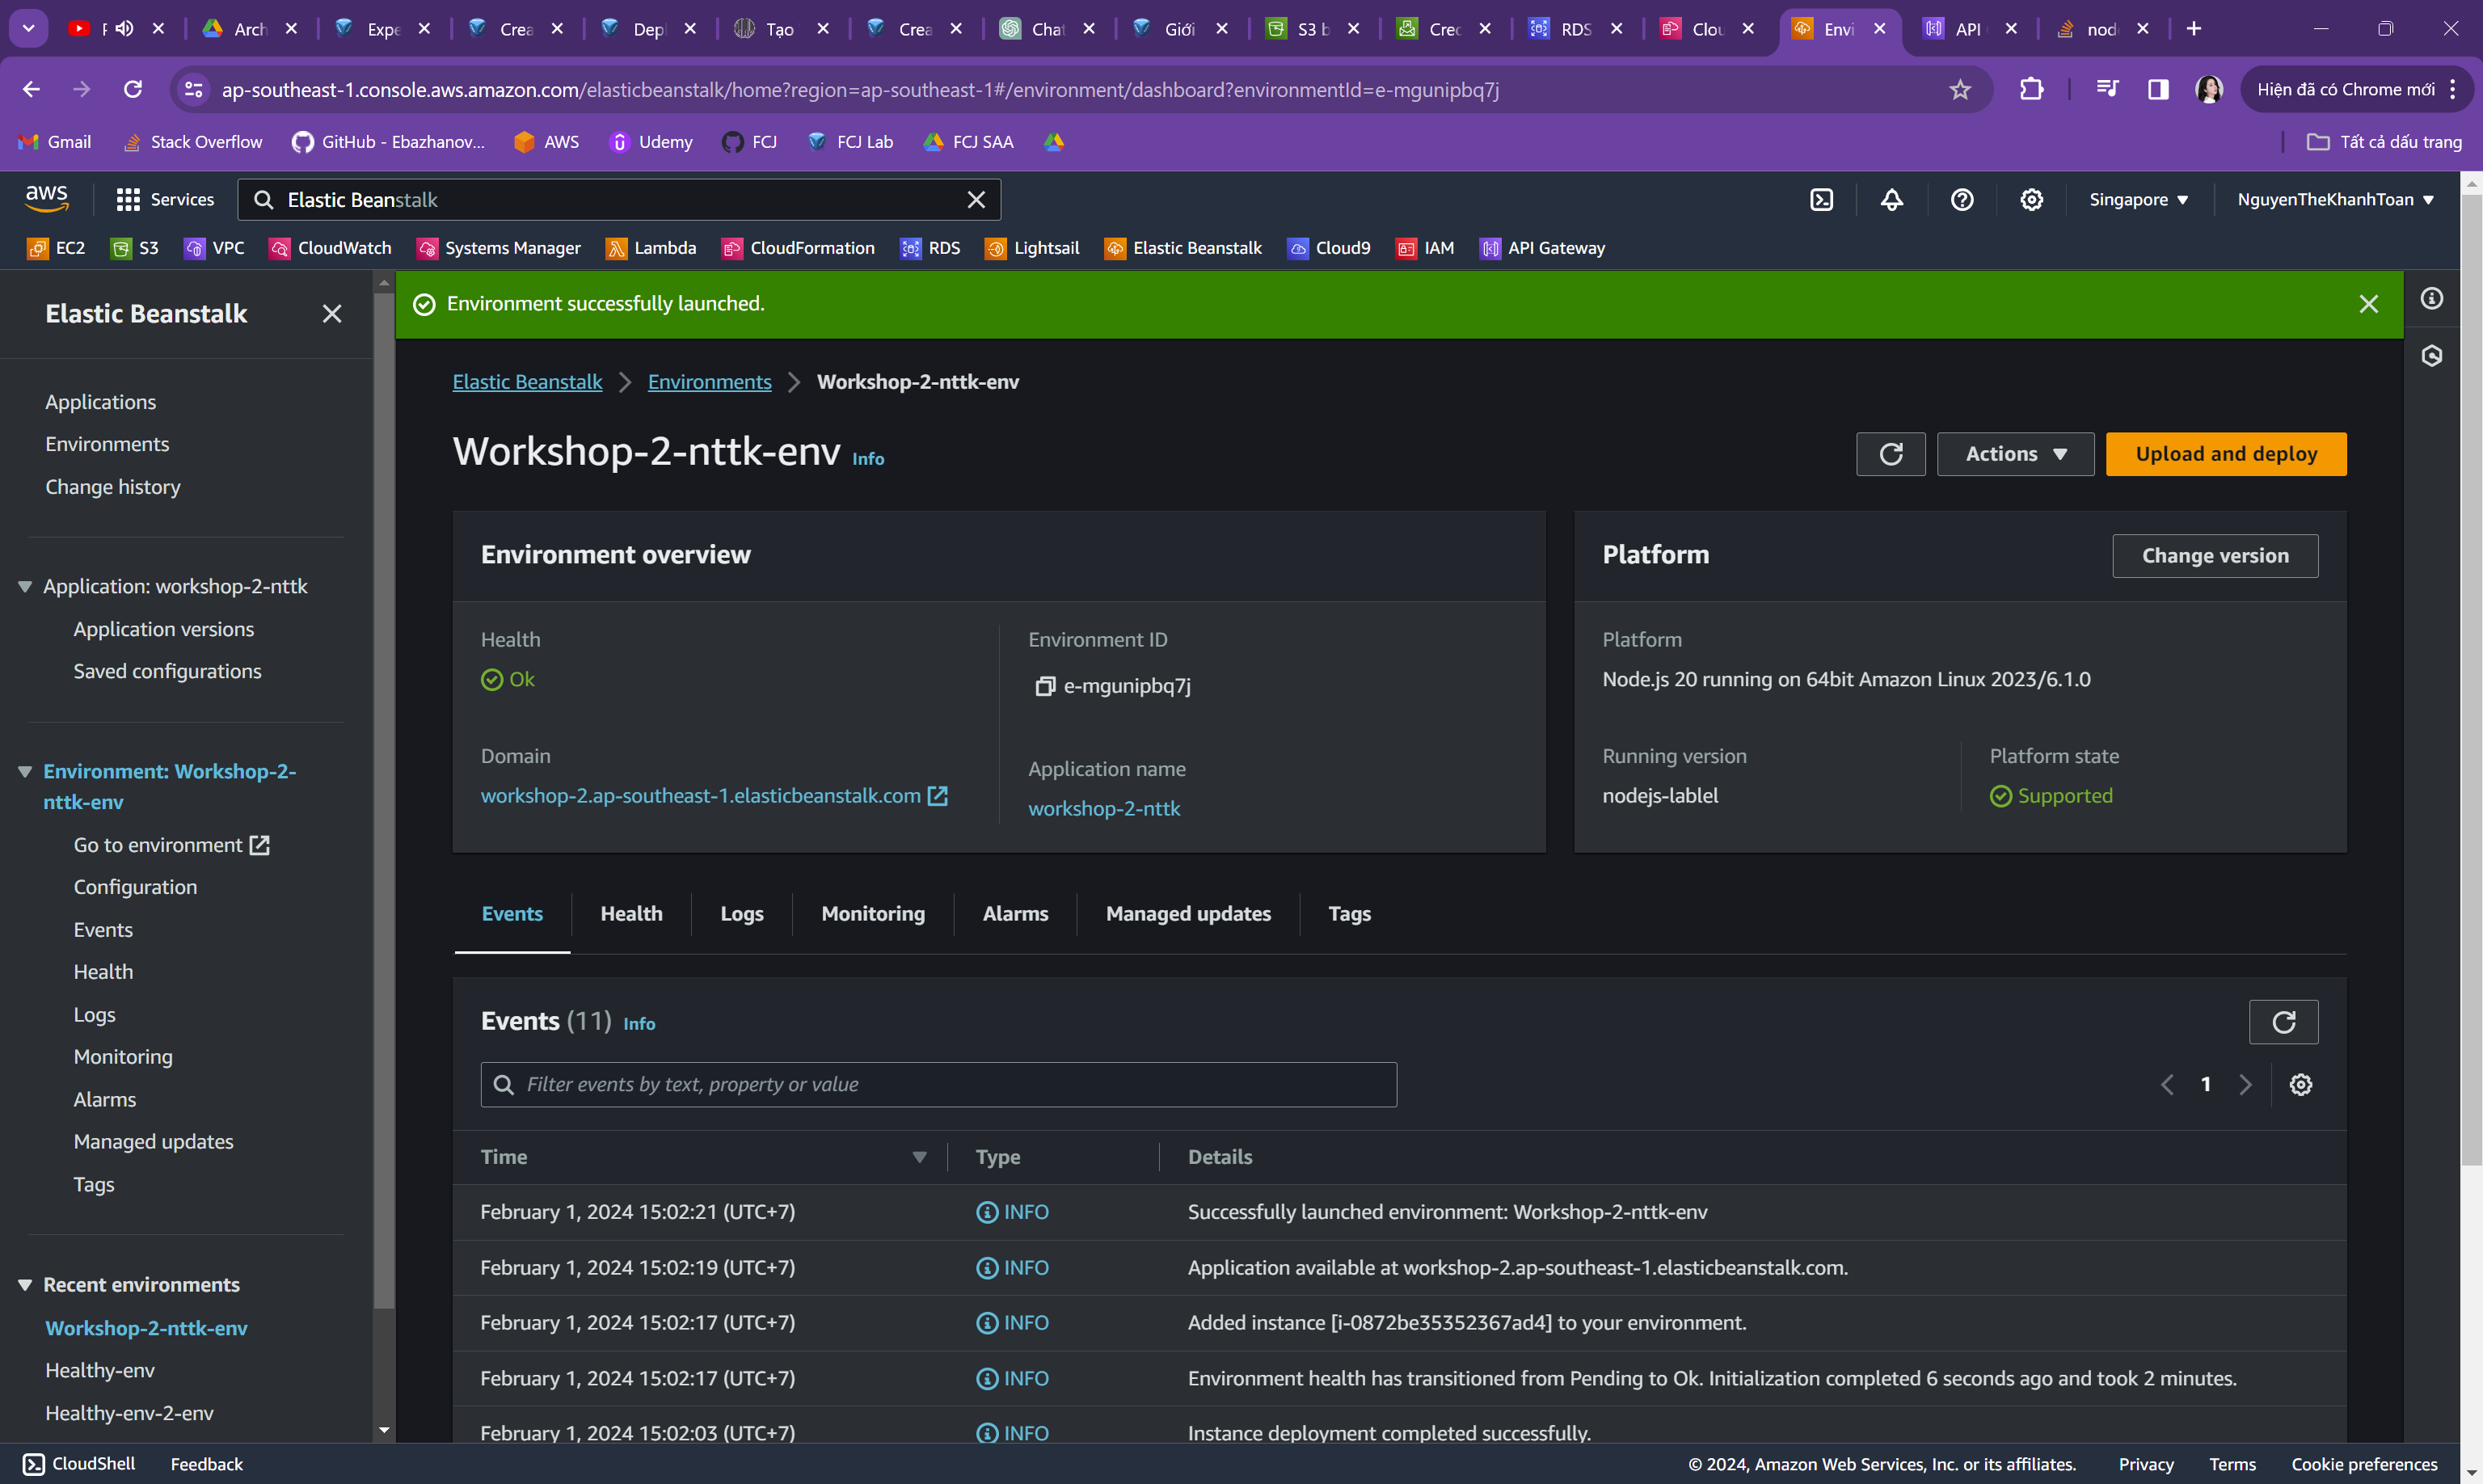 Arch
Expe
Crea
Depl
Tạo
Crea
Chat
Giới
S3 b
Crec
RDS
Clou
Envi
API
nod
ap-southeast-1.console.aws.amazon.com/elasticbeanstalk/home?region=ap-southeast-1#/environment/dashboard?environmentId=e-mgunipbq7j
Hiện đã có Chrome mới
Gmail
Stack Overflow
GitHub - Ebazhanov...
AWS
Udemy
FCJ
FCJ Lab
FCJ SAA
Tất cả dấu trang
aws
Services
Elastic Beanstalk
Singapore
NguyenTheKhanhToan
EC2
S3
VPC
CloudWatch
Systems Manager
Lambda
CloudFormation
RDS
Lightsail
Elastic Beanstalk
Cloud9
IAM
API Gateway
Elastic Beanstalk
Applications
Environments
Change history
Application: workshop-2-nttk
Application versions
Saved configurations
Environment: Workshop-2-
nttk-env
Go to environment
Configuration
Events
Health
Logs
Monitoring
Alarms
Managed updates
Tags
Recent environments
Workshop-2-nttk-env
Healthy-env
Healthy-env-2-env
Environment successfully launched.
Elastic Beanstalk
Environments
Workshop-2-nttk-env
Workshop-2-nttk-env Info
Actions
Upload and deploy
Environment overview
Health
Ok
Domain
workshop-2.ap-southeast-1.elasticbeanstalk.com
Environment ID
e-mgunipbq7j
Application name
workshop-2-nttk
Platform
Change version
Platform
Node.js 20 running on 64bit Amazon Linux 2023/6.1.0
Running version
nodejs-lablel
Platform state
Supported
Events
Health
Logs
Monitoring
Alarms
Managed updates
Tags
Events (11) Info
Filter events by text, property or value
1
Time Type Details
February 1, 2024 15:02:21 (UTC+7) INFO Successfully launched environment: Workshop-2-nttk-env
February 1, 2024 15:02:19 (UTC+7) INFO Application available at workshop-2.ap-southeast-1.elasticbeanstalk.com.
February 1, 2024 15:02:17 (UTC+7) INFO Added instance [i-0872be35352367ad4] to your environment.
February 1, 2024 15:02:17 (UTC+7) INFO Environment health has transitioned from Pending to Ok. Initialization completed 6 seconds ago and took 2 minutes.
February 1, 2024 15:02:03 (UTC+7) INFO Instance deployment completed successfully.
CloudShell
Feedback
© 2024, Amazon Web Services, Inc. or its affiliates.
Privacy
Terms
Cookie preferences